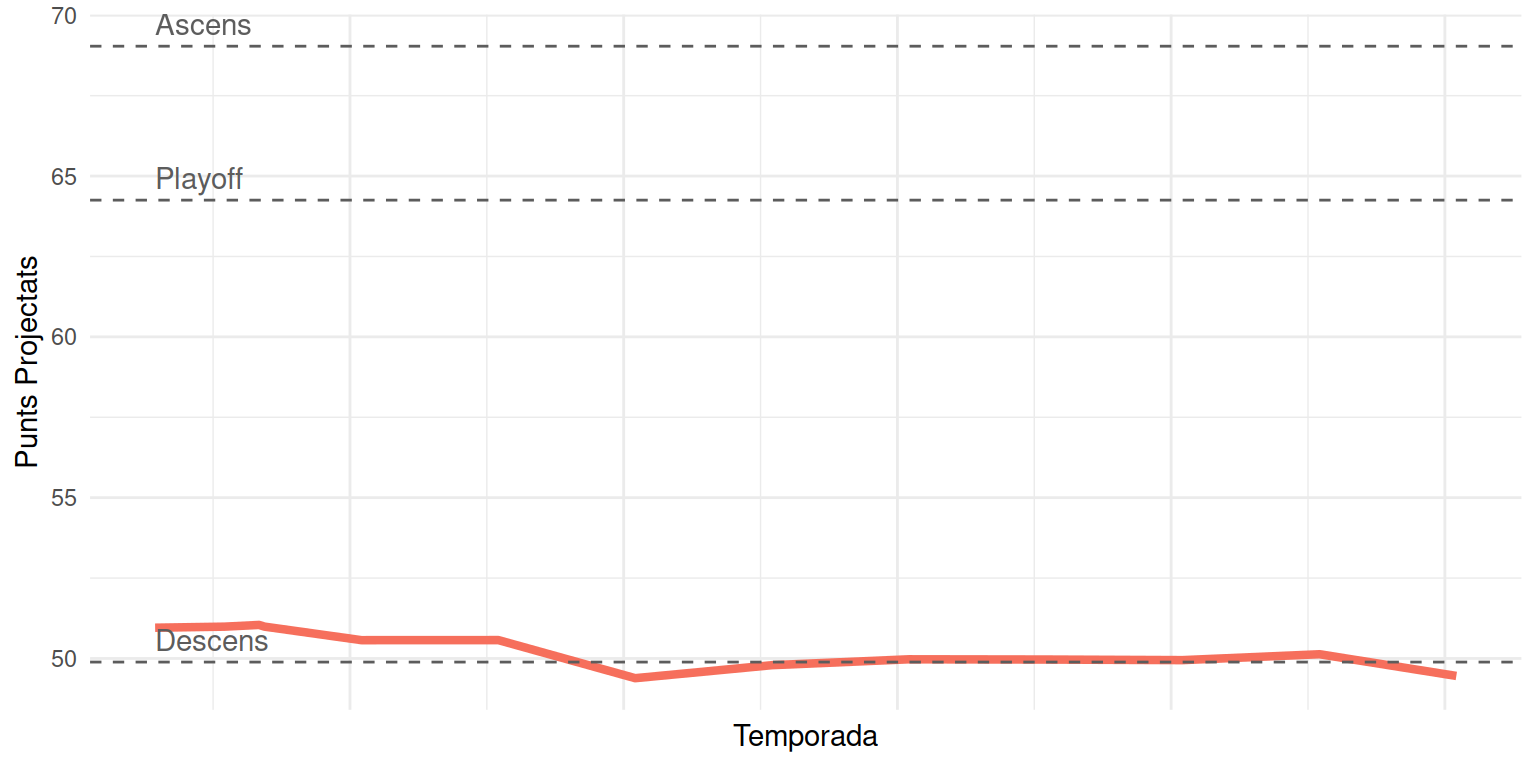 70
Ascens
65
Playoff
60
55
Descens
50
Punts Projectats
Temporada